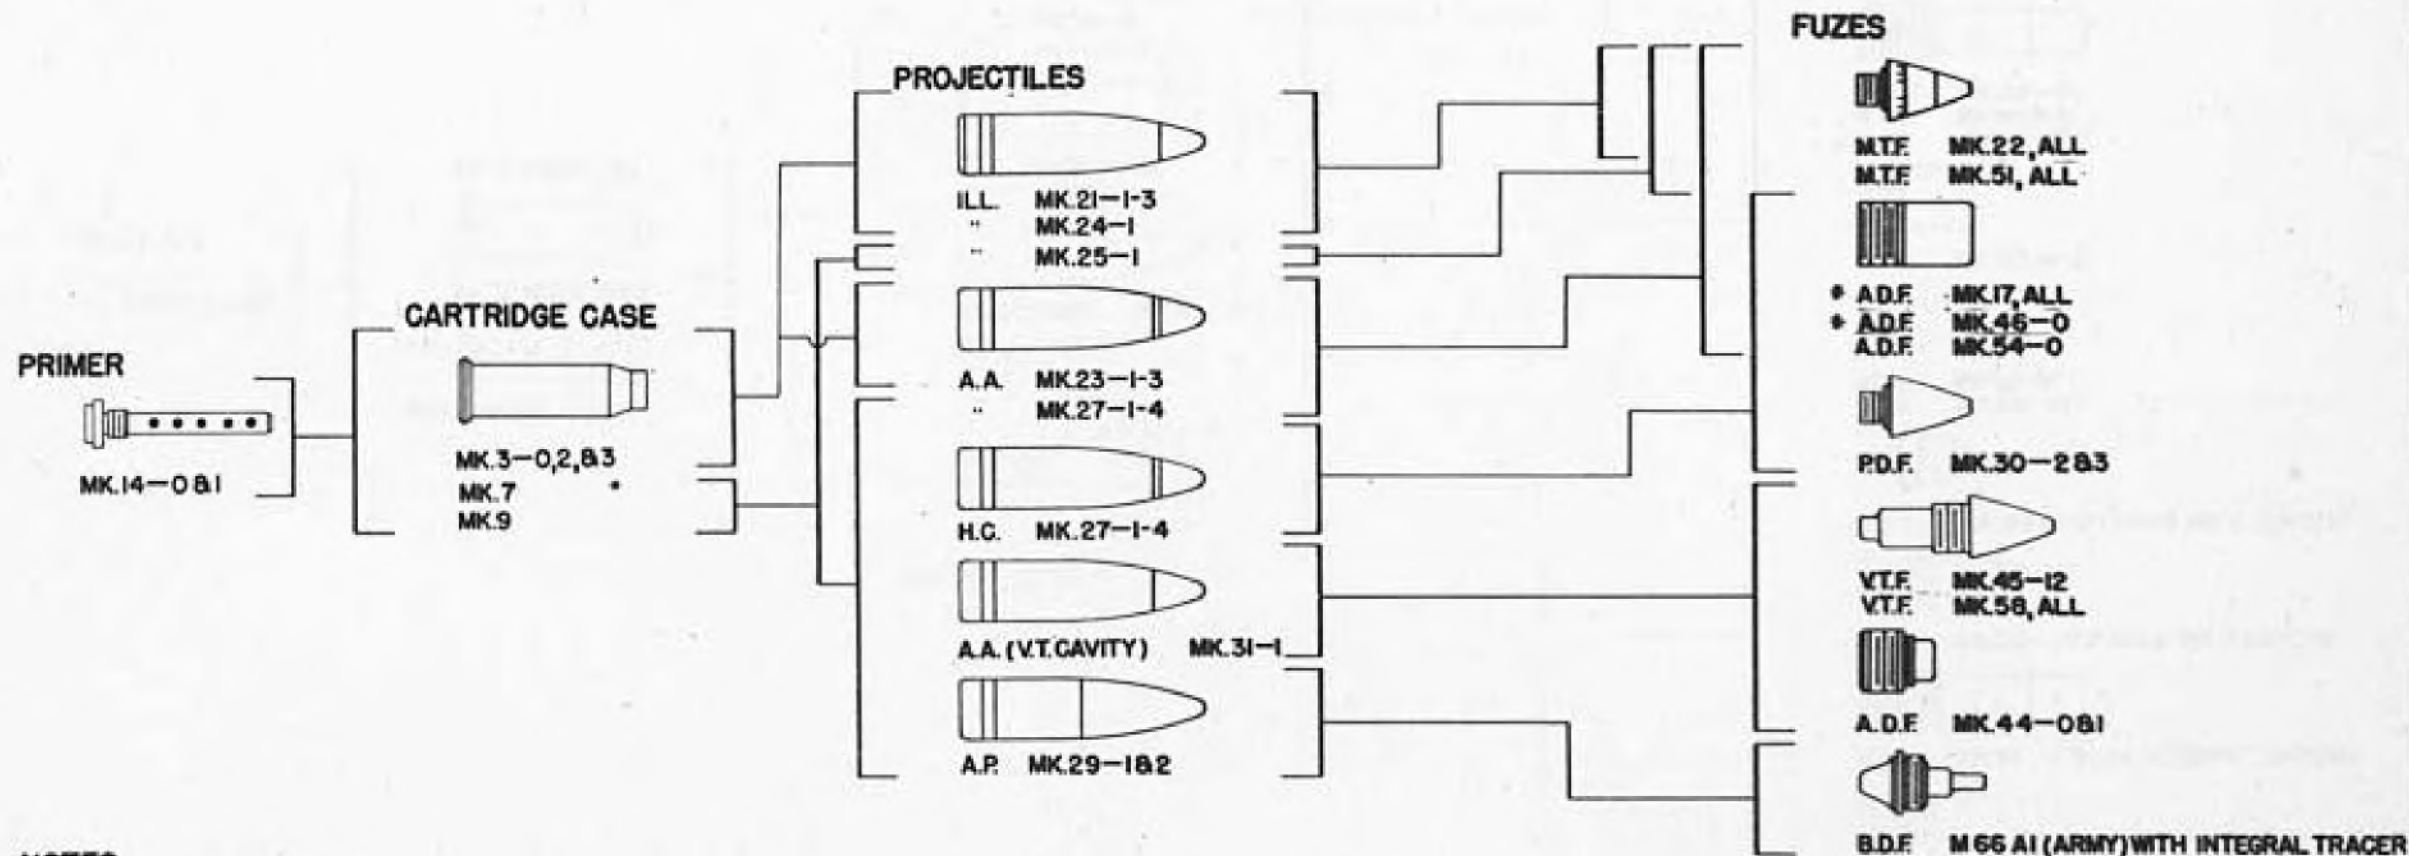 PRIMER
MK.14—0&1
CARTRIDGE CASE
MK.3—0,2,&3
MK.7 *
MK.9
PROJECTILES
ILL. MK.21—1-3
" MK.24—1
" MK.25—1
A.A. MK.23—1-3
" MK.27—1-4
H.C. MK.27—1-4
A.A. (V.T. CAVITY) MK.31—1
A.P. MK.29—1&2
FUZES
M.T.F. MK.22, ALL
M.T.F. MK.51, ALL
* A.D.F. MK.17, ALL
* A.D.F. MK.46—0
A.D.F. MK.54—0
P.D.F. MK.30—2&3
V.T.F. MK.45—12
V.T.F. MK.58, ALL
A.D.F. MK.44—0&1
B.D.F. M 66 A1 (ARMY) WITH INTEGRAL TRACER
NOTES